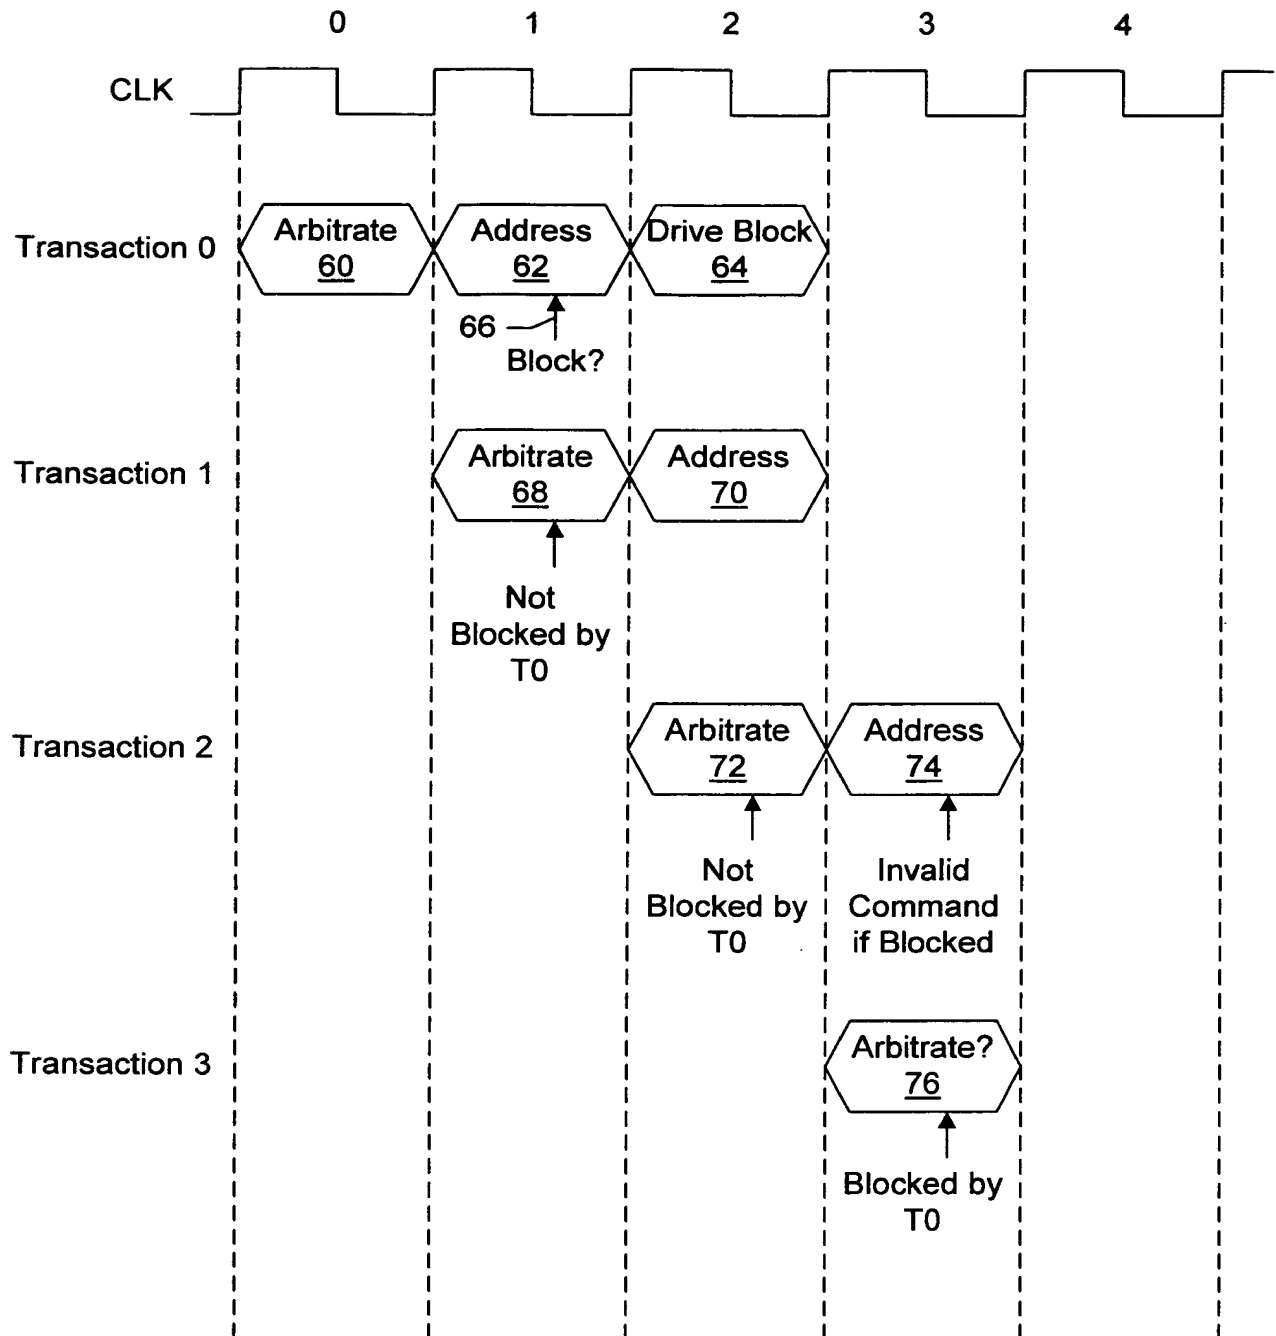 0 1 2 3 4
CLK
Transaction 0
Arbitrate
60
Address
62
Drive Block
64
66
Block?
Transaction 1
Arbitrate
68
Address
70
Not
Blocked by
T0
Transaction 2
Arbitrate
72
Address
74
Not
Blocked by
T0
Invalid
Command
if Blocked
Transaction 3
Arbitrate?
76
Blocked by
T0